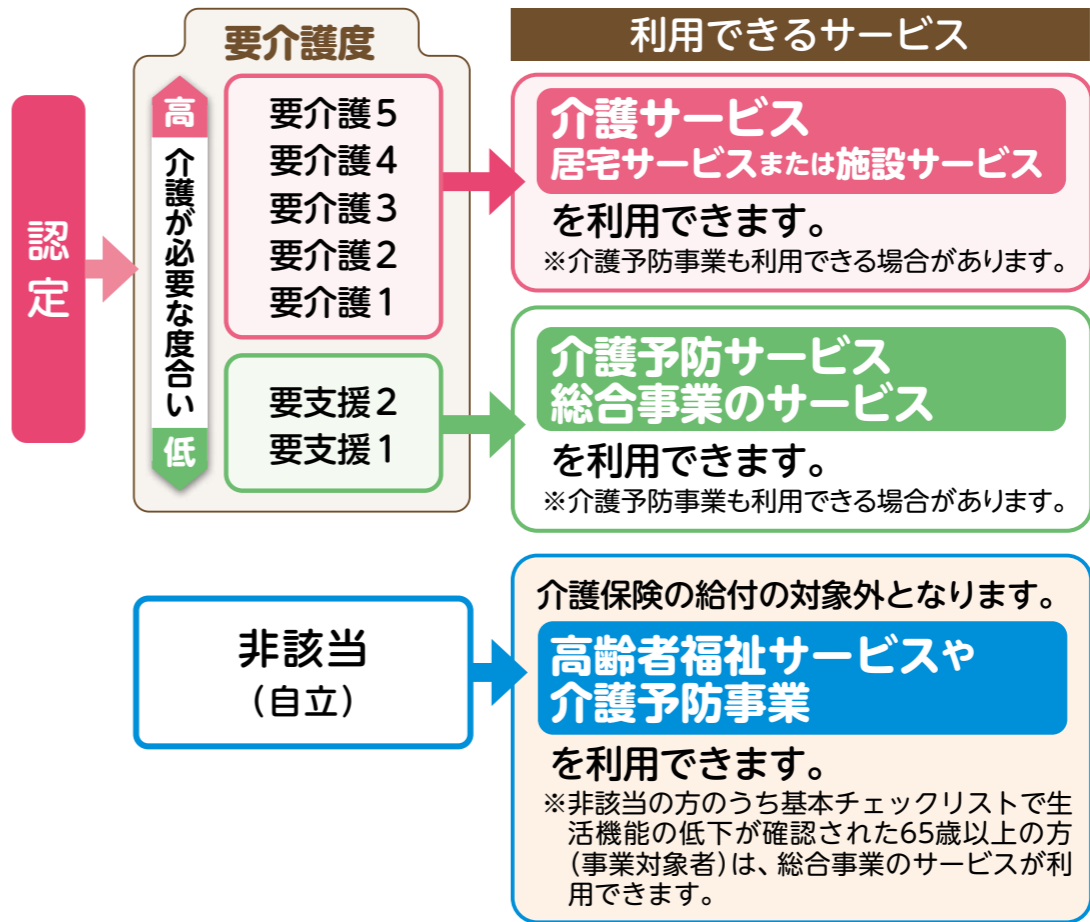 認定
要介護度
高
介護が必要な度合い
低
要介護5
要介護4
要介護3
要介護2
要介護1
要支援2
要支援1
利用できるサービス
介護サービス
居宅サービスまたは施設サービス
を利用できます。
※介護予防事業も利用できる場合があります。
介護予防サービス
総合事業のサービス
を利用できます。
※介護予防事業も利用できる場合があります。
非該当
(自立)
介護保険の給付の対象外となります。
高齢者福祉サービスや
介護予防事業
を利用できます。
※非該当の方のうち基本チェックリストで生
活機能の低下が確認された65歳以上の方
(事業対象者)は、総合事業のサービスが利
用できます。